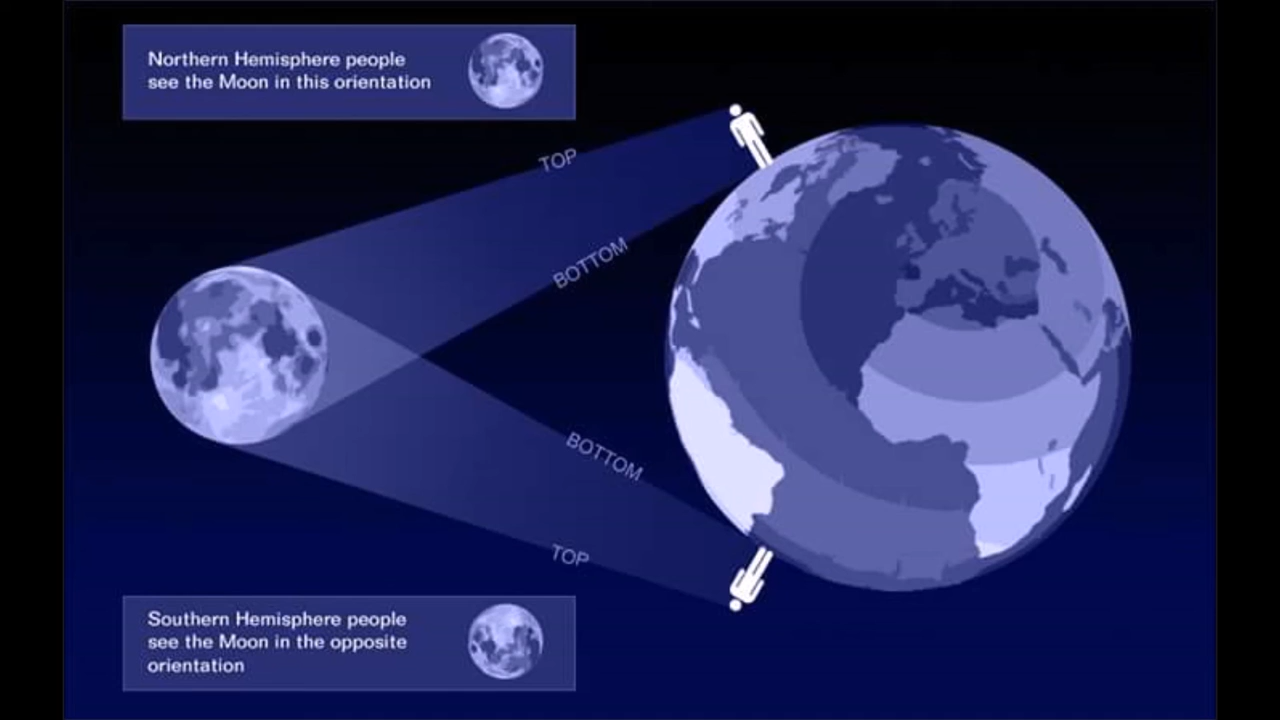 Northern Hemisphere people
see the Moon in this orientation
TOP
BOTTOM
BOTTOM
TOP
Southern Hemisphere people
see the Moon in the opposite
orientation